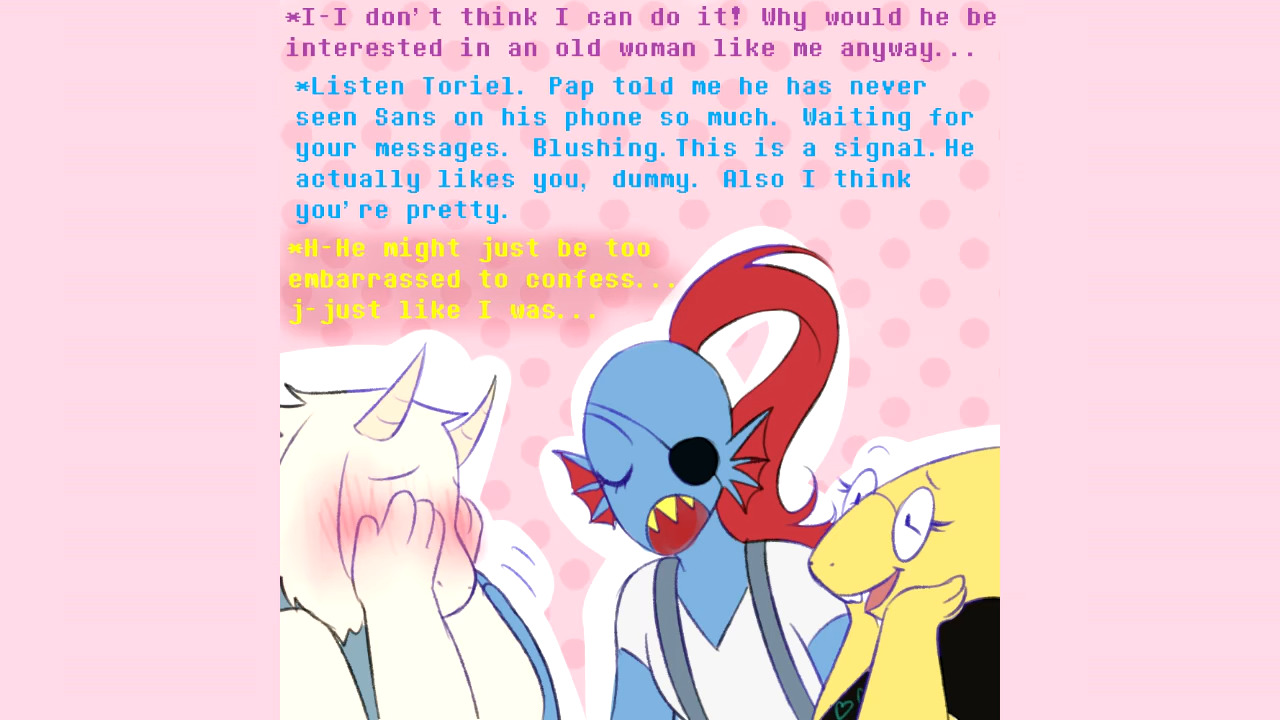 *I-I don't think I can do it! Why would he be
interested in an old woman like me anyway...
*Listen Toriel. Pap told me he has never
seen Sans on his phone so much. Waiting for
your messages. Blushing. This is a signal. He
actually likes you, dummy. Also I think
you're pretty.
*H-He might just be too
embarrassed to confess...
j-just like I was...